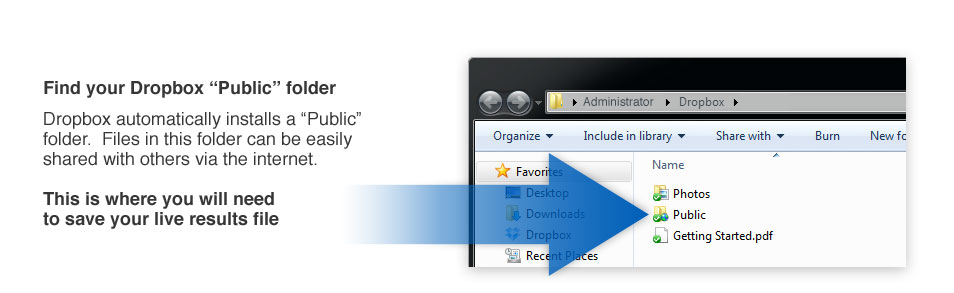 Find your Dropbox “Public” folder
Dropbox automatically installs a “Public”
folder.  Files in this folder can be easily
shared with others via the internet.
This is where you will need
to save your live results file
Administrator Dropbox
Organize Include in library Share with Burn New fo
Favorites
Desktop
Downloads
Dropbox
Recent Places
Name
Photos
Public
Getting Started.pdf